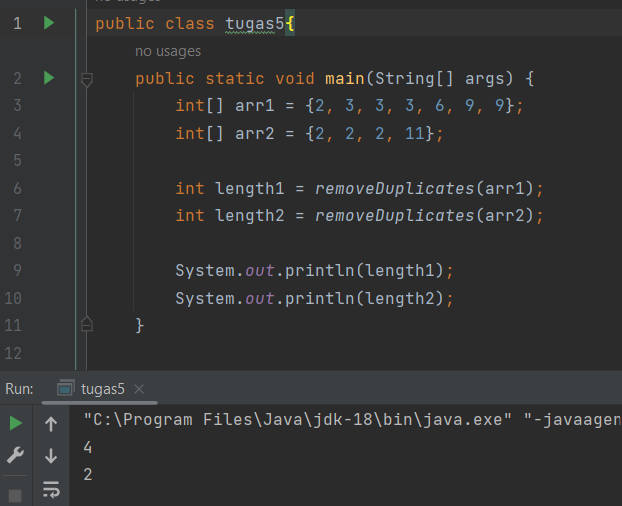 no usages
1 public class tugas5{
no usages
2 public static void main(String[] args) {
3 int[] arr1 = {2, 3, 3, 3, 6, 9, 9};
4 int[] arr2 = {2, 2, 2, 11};
5
6 int length1 = removeDuplicates(arr1);
7 int length2 = removeDuplicates(arr2);
8
9 System.out.println(length1);
10 System.out.println(length2);
11 }
12
Run: tugas5
"C:\Program Files\Java\jdk-18\bin\java.exe" "-javaagen
4
2